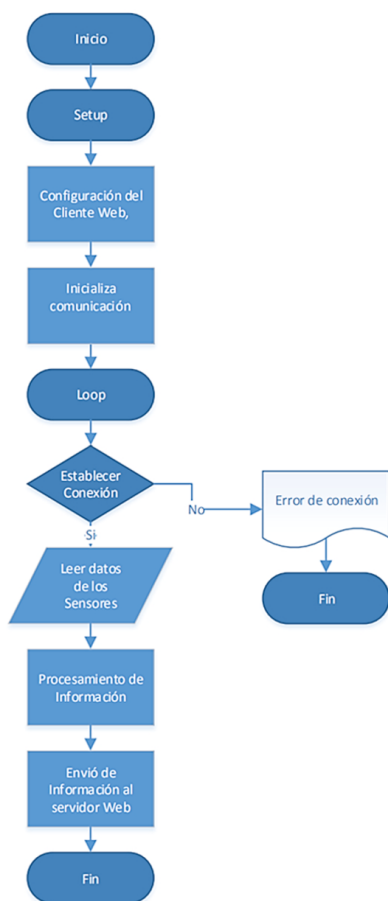 Inicio
Setup
Configuración del
Cliente Web,
Inicializa
comunicación
Loop
Establecer
Conexión
No
Error de conexión
Fin
Si
Leer datos
de los
Sensores
Procesamiento de
Información
Envió de
Información al
servidor Web
Fin